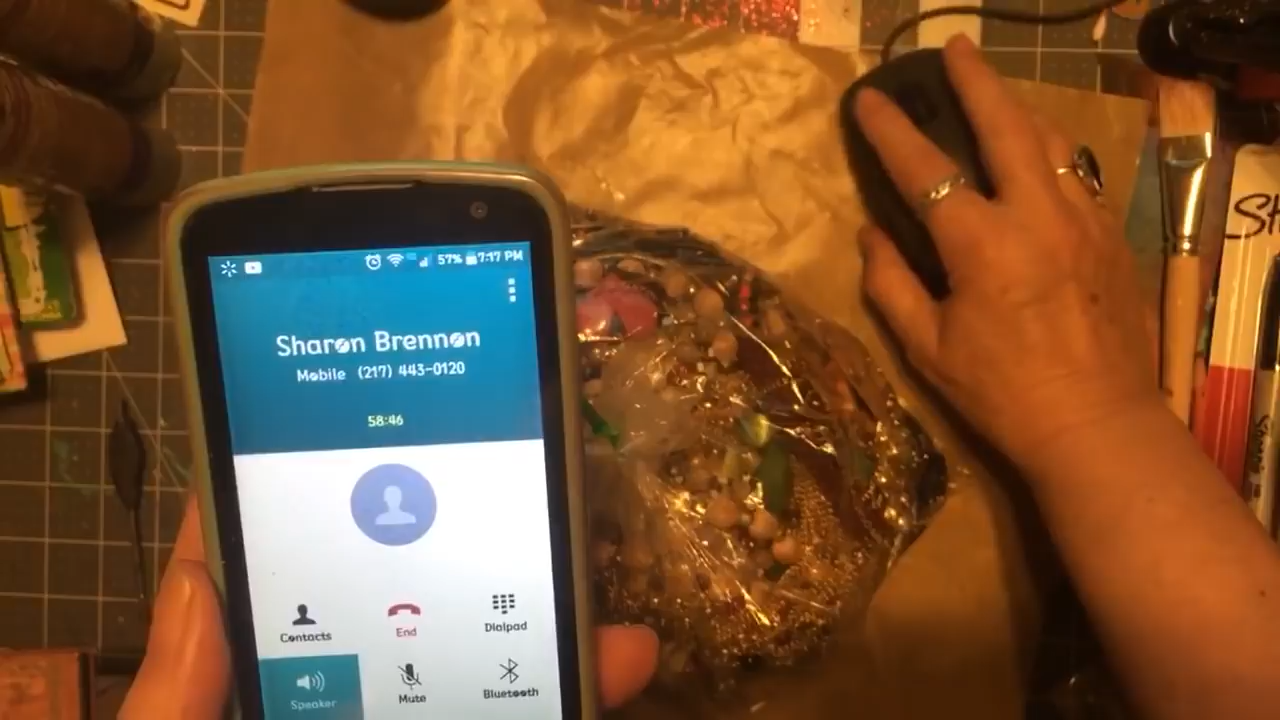 57% 7:17 PM
Sharon Brennon
Mobile (217) 443-0120
58:46
Contacts
End
Dialpad
Speaker
Mute
Bluetooth